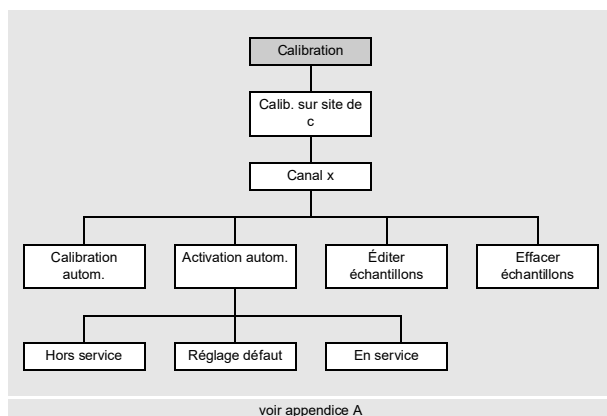 Calibration
Calib. sur site de
c
Canal x
Calibration
autom.
Activation autom.
Éditer
échantillons
Effacer
échantillons
Hors service
Réglage défaut
En service
voir appendice A